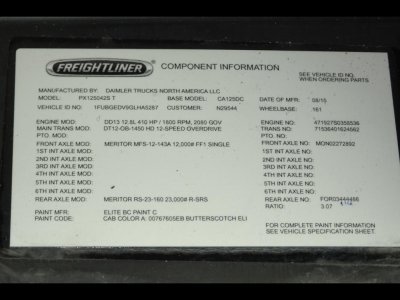 FREIGHTLINER COMPONENT INFORMATION SEE VEHICLE ID NO. WHEN ORDERING PARTS
MANUFACTURED BY: DAIMLER TRUCKS NORTH AMERICA LLC
MODEL: PX125042S T BASE MODEL: CA125DC DATE OF MFR: 08/15
VEHICLE ID NO: 1FUBGEDV9GLHA5287 CUSTOMER: N29544 WHEELBASE: 161
ENGINE MOD: DD13 12.8L 410 HP / 1800 RPM, 2080 GOV ENGINE NO: 471927S0355536
MAIN TRANS MOD: DT12-OB-1450 HD 12-SPEED/OVERDRIVE TRANS NO: 71536401624562
PTO. MOD: PTO NO:
FRONT AXLE MOD: MERITOR MFS-12-143A 12,000# FF1 SINGLE FRONT AXLE NO: MON02272892
1ST INT AXLE MOD: 1ST INT AXLE NO:
2ND INT AXLE MOD: 2ND INT AXLE NO:
3RD INT AXLE MOD: 3RD INT AXLE NO:
4TH INT AXLE MOD: 4TH INT AXLE NO:
5TH INT AXLE MOD: 5TH INT AXLE NO:
6TH INT AXLE MOD: 6TH INT AXLE NO:
REAR AXLE MOD: MERITOR RS-23-160 23,000# R-SRS REAR AXLE NO: FOR03444486
RATIO: 3.07
PAINT MFR: ELITE BC PAINT C
PAINT CODE: CAB COLOR A: 00767605EB BUTTERSCOTCH ELI
FOR COMPLETE PAINT INFORMATION
SEE VEHICLE SPECIFICATION SHEET.